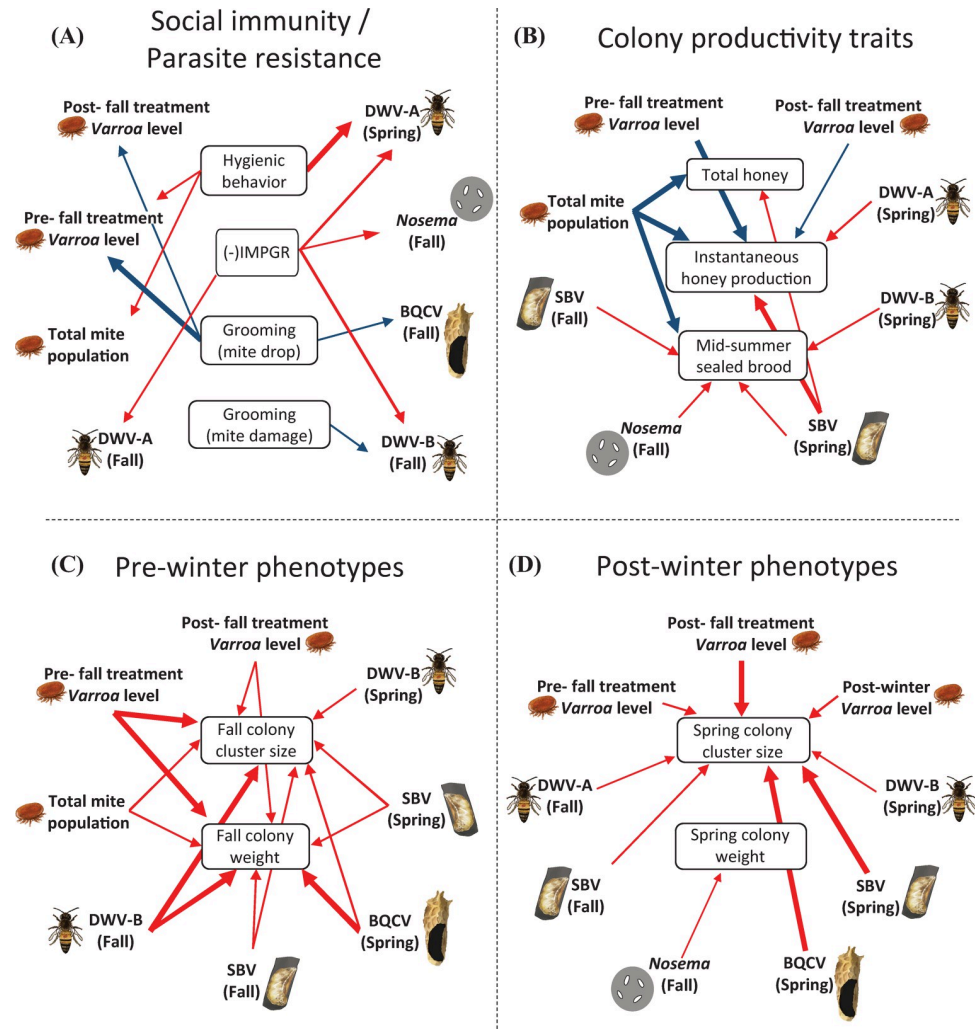 (A)
Social immunity /
Parasite resistance
Post- fall treatment
Varroa level
DWV-A
(Spring)
Hygienic
behavior
Nosema
(Fall)
Pre- fall treatment
Varroa level
(-)IMPGR
BQCV
(Fall)
Total mite
population
Grooming
(mite drop)
Grooming
(mite damage)
DWV-A
(Fall)
DWV-B
(Fall)
(B)
Colony productivity traits
Pre-fall treatment
Varroa level
Post-fall treatment
Varroa level
Total honey
Total mite
population
DWV-A
(Spring)
Instantaneous
honey production
SBV
(Fall)
DWV-B
(Spring)
Mid-summer
sealed brood
Nosema
(Fall)
SBV
(Spring)
(C)
Pre-winter phenotypes
Post- fall treatment
Varroa level
Pre- fall treatment
Varroa level
DWV-B
(Spring)
Fall colony
cluster size
Total mite
population
SBV
(Spring)
Fall colony
weight
DWV-B
(Fall)
BQCV
(Spring)
SBV
(Fall)
(D)
Post-winter phenotypes
Post- fall treatment
Varroa level
Pre- fall treatment
Varroa level
Post-winter
Varroa level
Spring colony
cluster size
DWV-A
(Fall)
DWV-B
(Spring)
Spring colony
weight
SBV
(Fall)
SBV
(Spring)
Nosema
(Fall)
BQCV
(Spring)